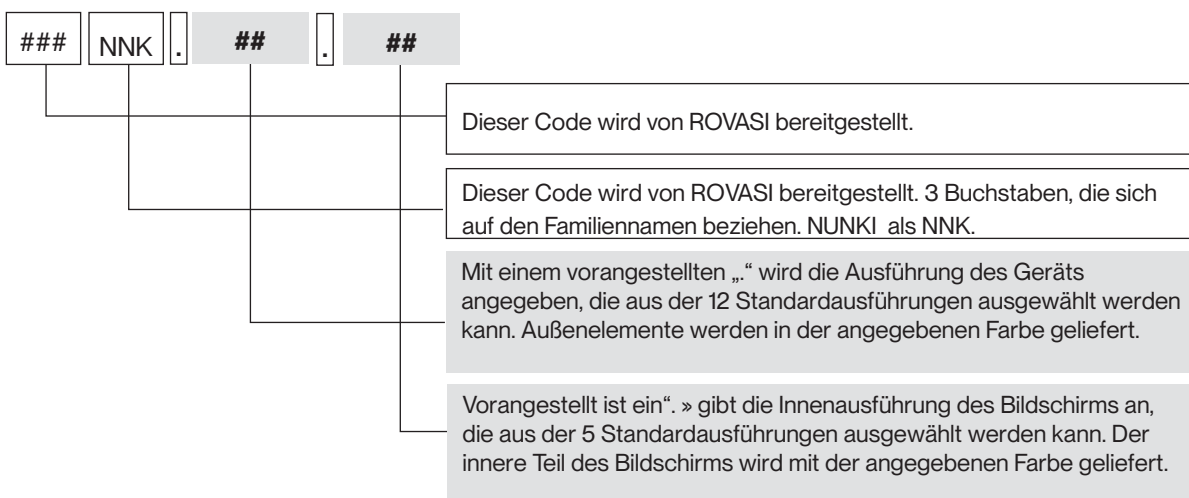 ### NNK . ## . ##
Dieser Code wird von ROVASI bereitgestellt.
Dieser Code wird von ROVASI bereitgestellt. 3 Buchstaben, die sich
auf den Familiennamen beziehen. NUNKI als NNK.
Mit einem vorangestellten „.“ wird die Ausführung des Geräts
angegeben, die aus der 12 Standardausführungen ausgewählt werden
kann. Außenelemente werden in der angegebenen Farbe geliefert.
Vorangestellt ist ein“. » gibt die Innenausführung des Bildschirms an,
die aus der 5 Standardausführungen ausgewählt werden kann. Der
innere Teil des Bildschirms wird mit der angegebenen Farbe geliefert.